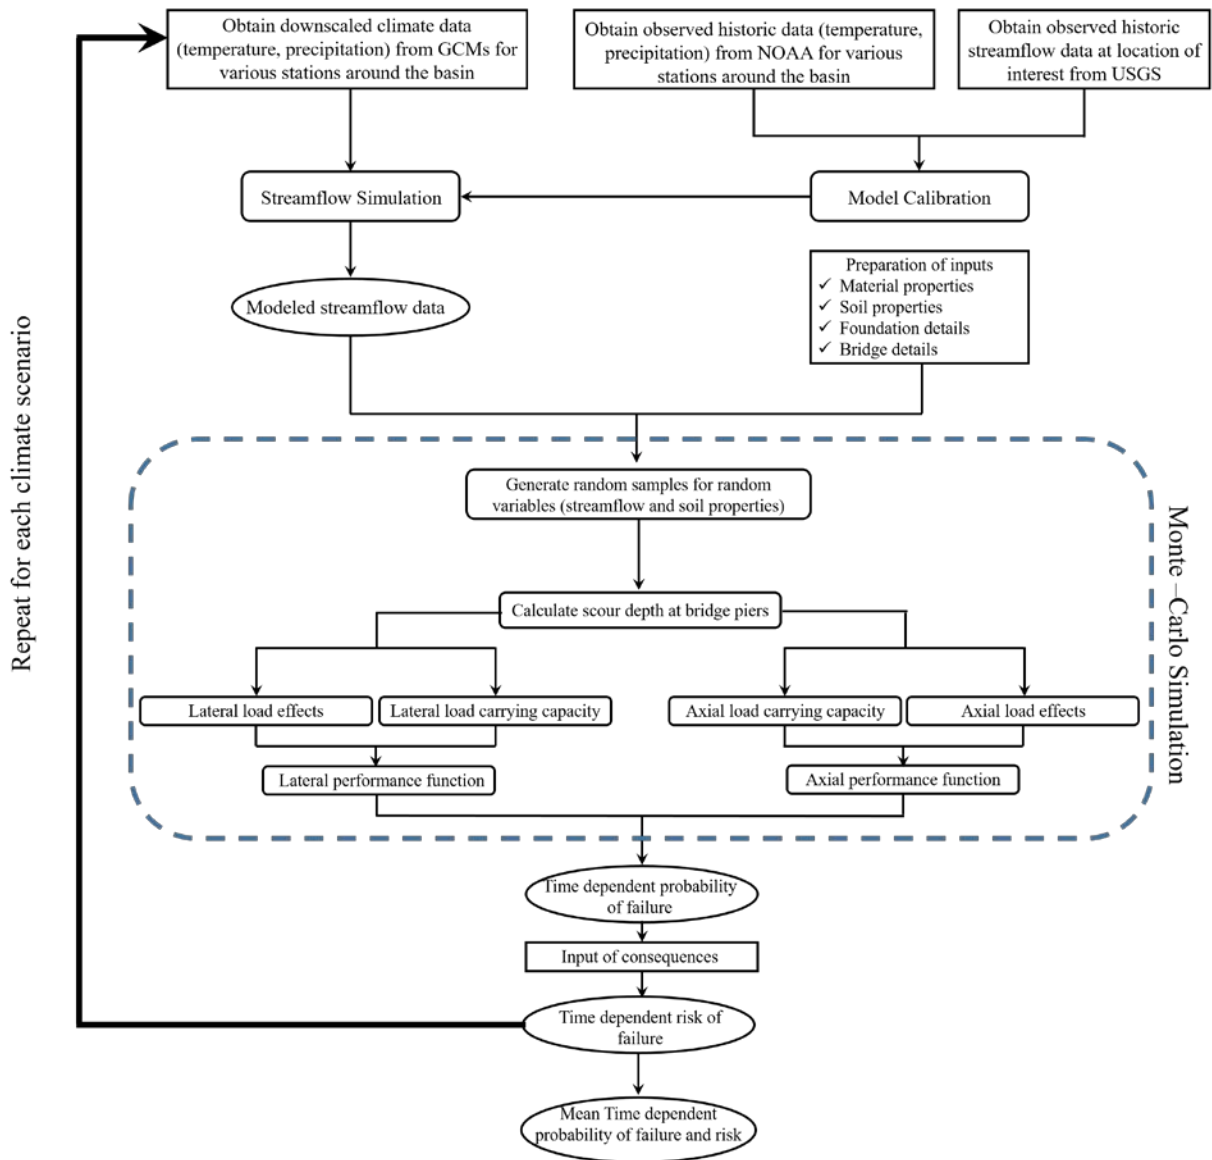 Obtain downscaled climate data
(temperature, precipitation) from GCMs for
various stations around the basin
Obtain observed historic data (temperature,
precipitation) from NOAA for various
stations around the basin
Obtain observed historic
streamflow data at location of
interest from USGS
Streamflow Simulation
Model Calibration
Modeled streamflow data
Preparation of inputs
✓ Material properties
✓ Soil properties
✓ Foundation details
✓ Bridge details
Repeat for each climate scenario
Generate random samples for random
variables (streamflow and soil properties)
Monte –Carlo Simulation
Calculate scour depth at bridge piers
Lateral load effects
Lateral load carrying capacity
Axial load carrying capacity
Axial load effects
Lateral performance function
Axial performance function
Time dependent probability
of failure
Input of consequences
Time dependent risk of
failure
Mean Time dependent
probability of failure and risk